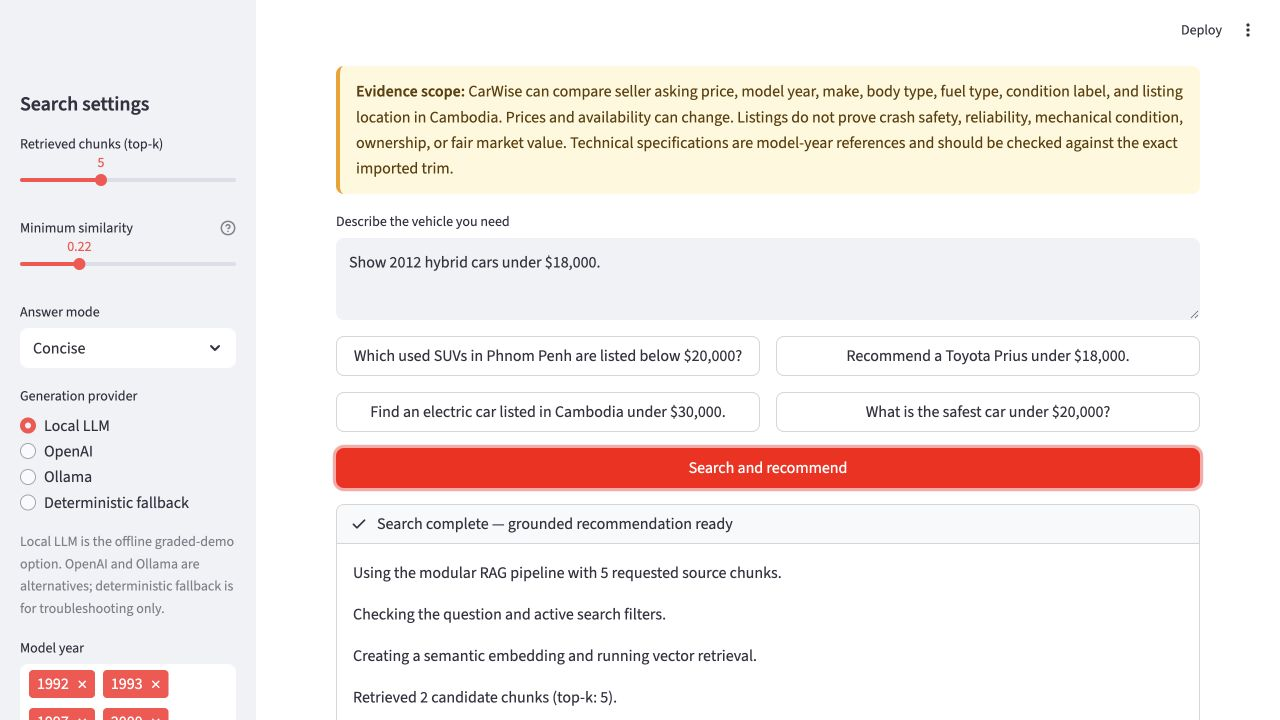 Deploy
Search settings
Retrieved chunks (top-k)
5
Minimum similarity
0.22
Answer mode
Concise
Generation provider
Local LLM
OpenAI
Ollama
Deterministic fallback
Local LLM is the offline graded-demo
option. OpenAI and Ollama are
alternatives; deterministic fallback is
for troubleshooting only.
Model year
1992 ×
1993 ×
Evidence scope: CarWise can compare seller asking price, model year, make, body type, fuel type, condition label, and listing
location in Cambodia. Prices and availability can change. Listings do not prove crash safety, reliability, mechanical condition,
ownership, or fair market value. Technical specifications are model-year references and should be checked against the exact
imported trim.
Describe the vehicle you need
Show 2012 hybrid cars under $18,000.
Which used SUVs in Phnom Penh are listed below $20,000?
Recommend a Toyota Prius under $18,000.
Find an electric car listed in Cambodia under $30,000.
What is the safest car under $20,000?
Search and recommend
Search complete — grounded recommendation ready
Using the modular RAG pipeline with 5 requested source chunks.
Checking the question and active search filters.
Creating a semantic embedding and running vector retrieval.
Retrieved 2 candidate chunks (top-k: 5).